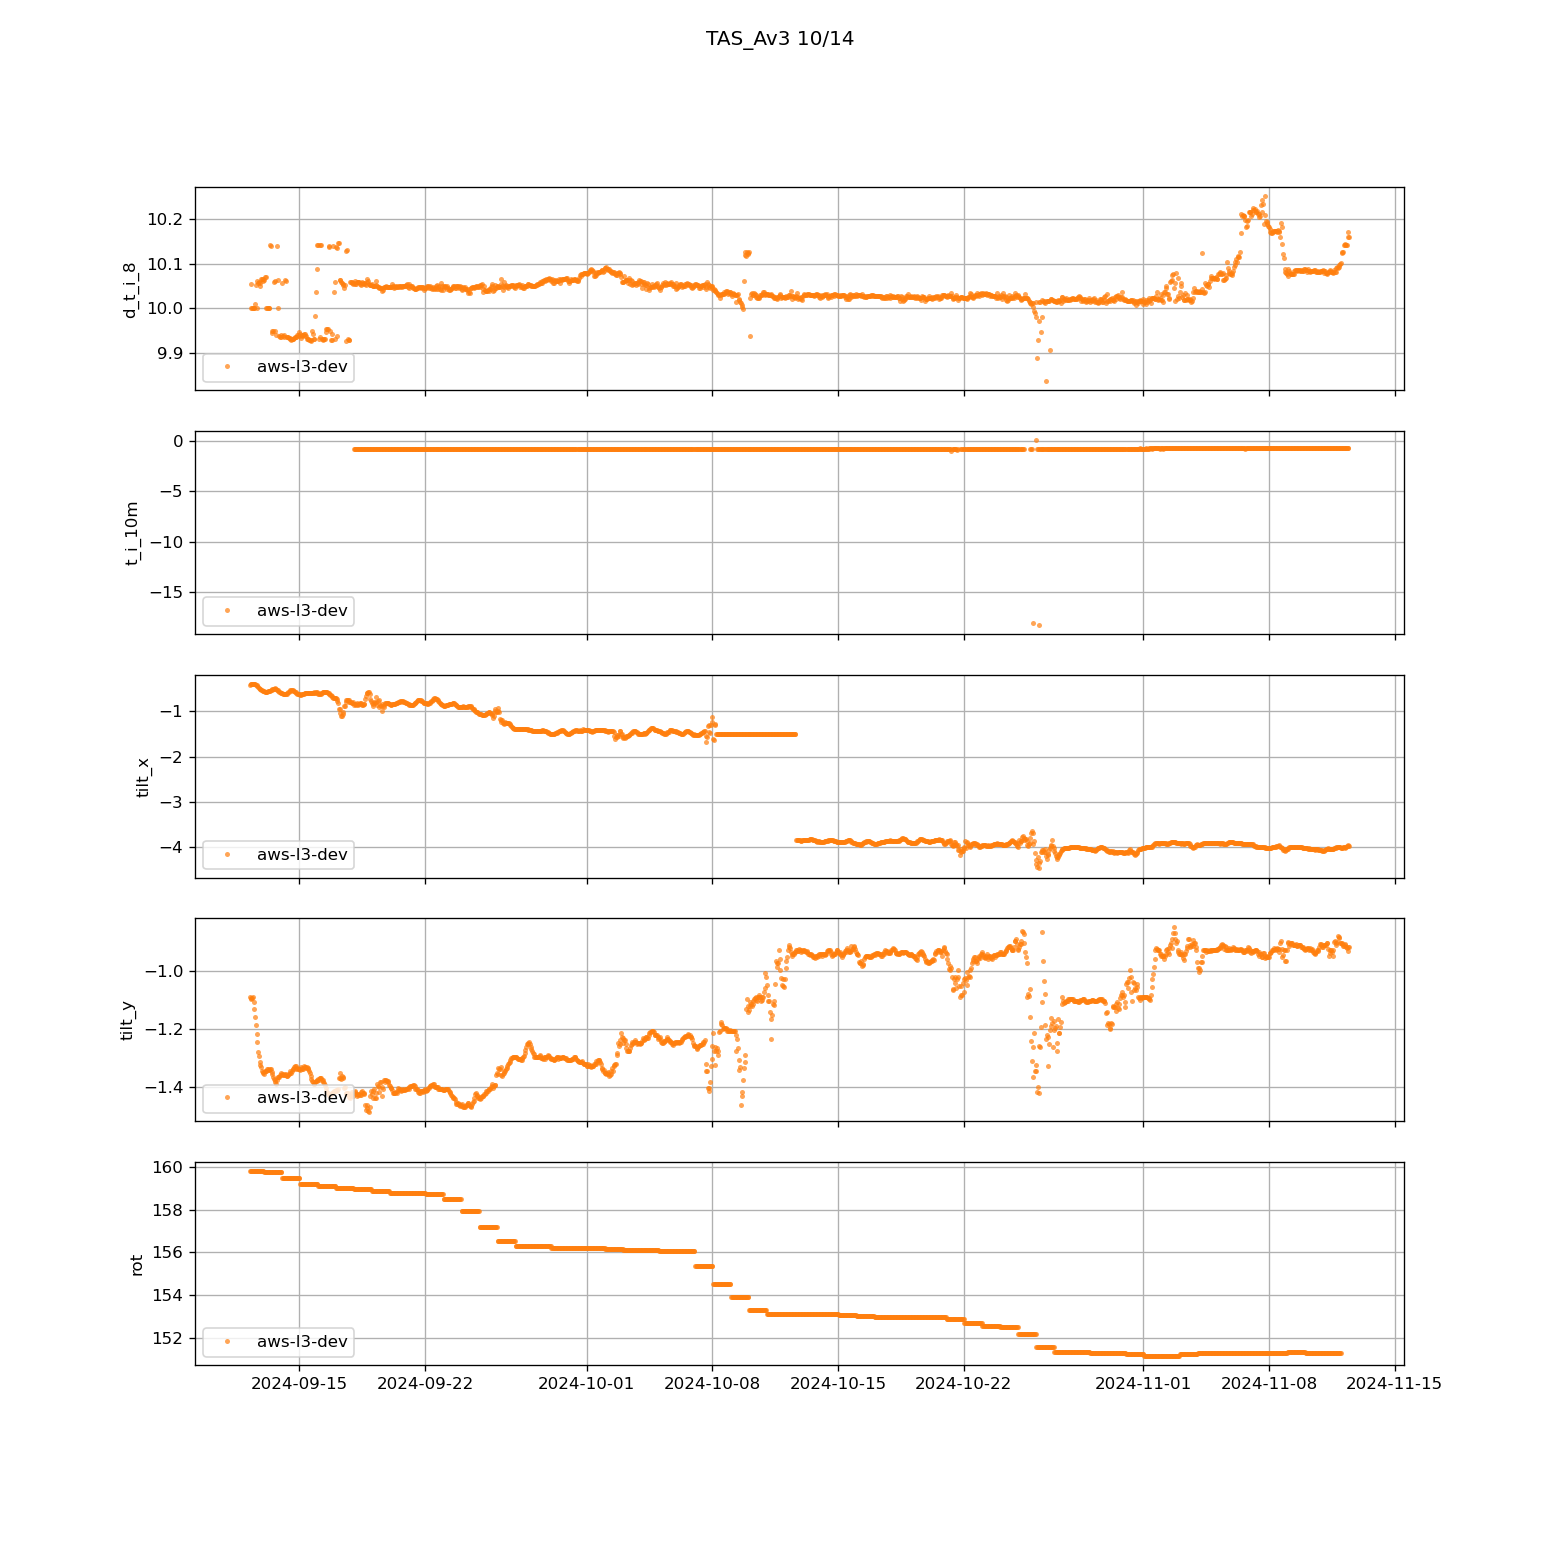 TAS_Av3 10/14
d_t_i_8
10.2
10.1
10.0
9.9
aws-l3-dev
t_i_10m
0
−5
−10
−15
aws-l3-dev
tilt_x
−1
−2
−3
−4
aws-l3-dev
tilt_y
−1.0
−1.2
−1.4
aws-l3-dev
rot
160
158
156
154
152
aws-l3-dev
2024-09-15 2024-09-22 2024-10-01 2024-10-08 2024-10-15 2024-10-22 2024-11-01 2024-11-08 2024-11-15